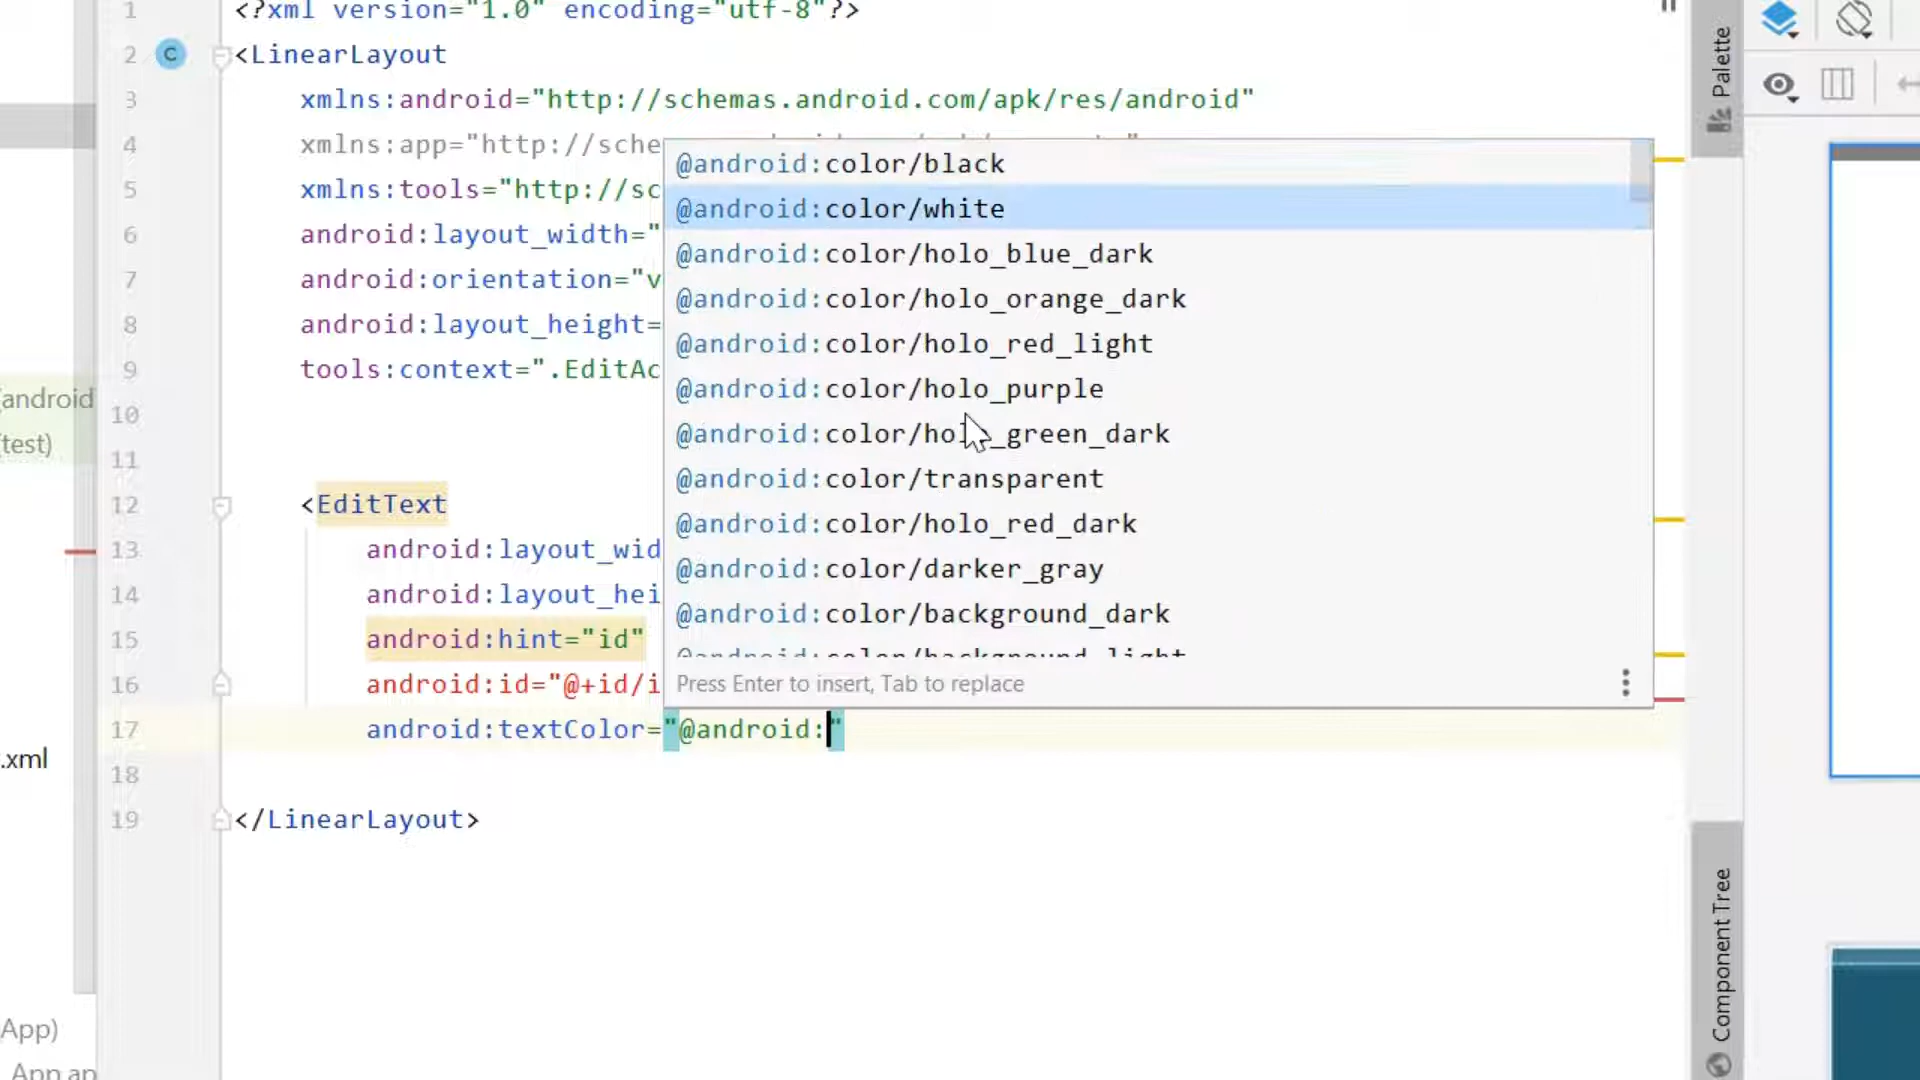 1 <?xml version="1.0" encoding="utf-8"?>
2 C <LinearLayout
3 xmlns:android="http://schemas.android.com/apk/res/android"
4 xmlns:app="http://sche
5 xmlns:tools="http://sc
6 android:layout_width="
7 android:orientation="v
8 android:layout_height=
9 tools:context=".EditAc
10
11
12 <EditText
13 android:layout_wid
14 android:layout_hei
15 android:hint="id"
16 android:id="@+id/i
17 android:textColor="@android:"
18
19 </LinearLayout>
@android:color/black
@android:color/white
@android:color/holo_blue_dark
@android:color/holo_orange_dark
@android:color/holo_red_light
@android:color/holo_purple
@android:color/holo_green_dark
@android:color/transparent
@android:color/holo_red_dark
@android:color/darker_gray
@android:color/background_dark
@android:color/background_light
Press Enter to insert, Tab to replace
android
test)
.xml
App)
App.ap
Palette
Component Tree